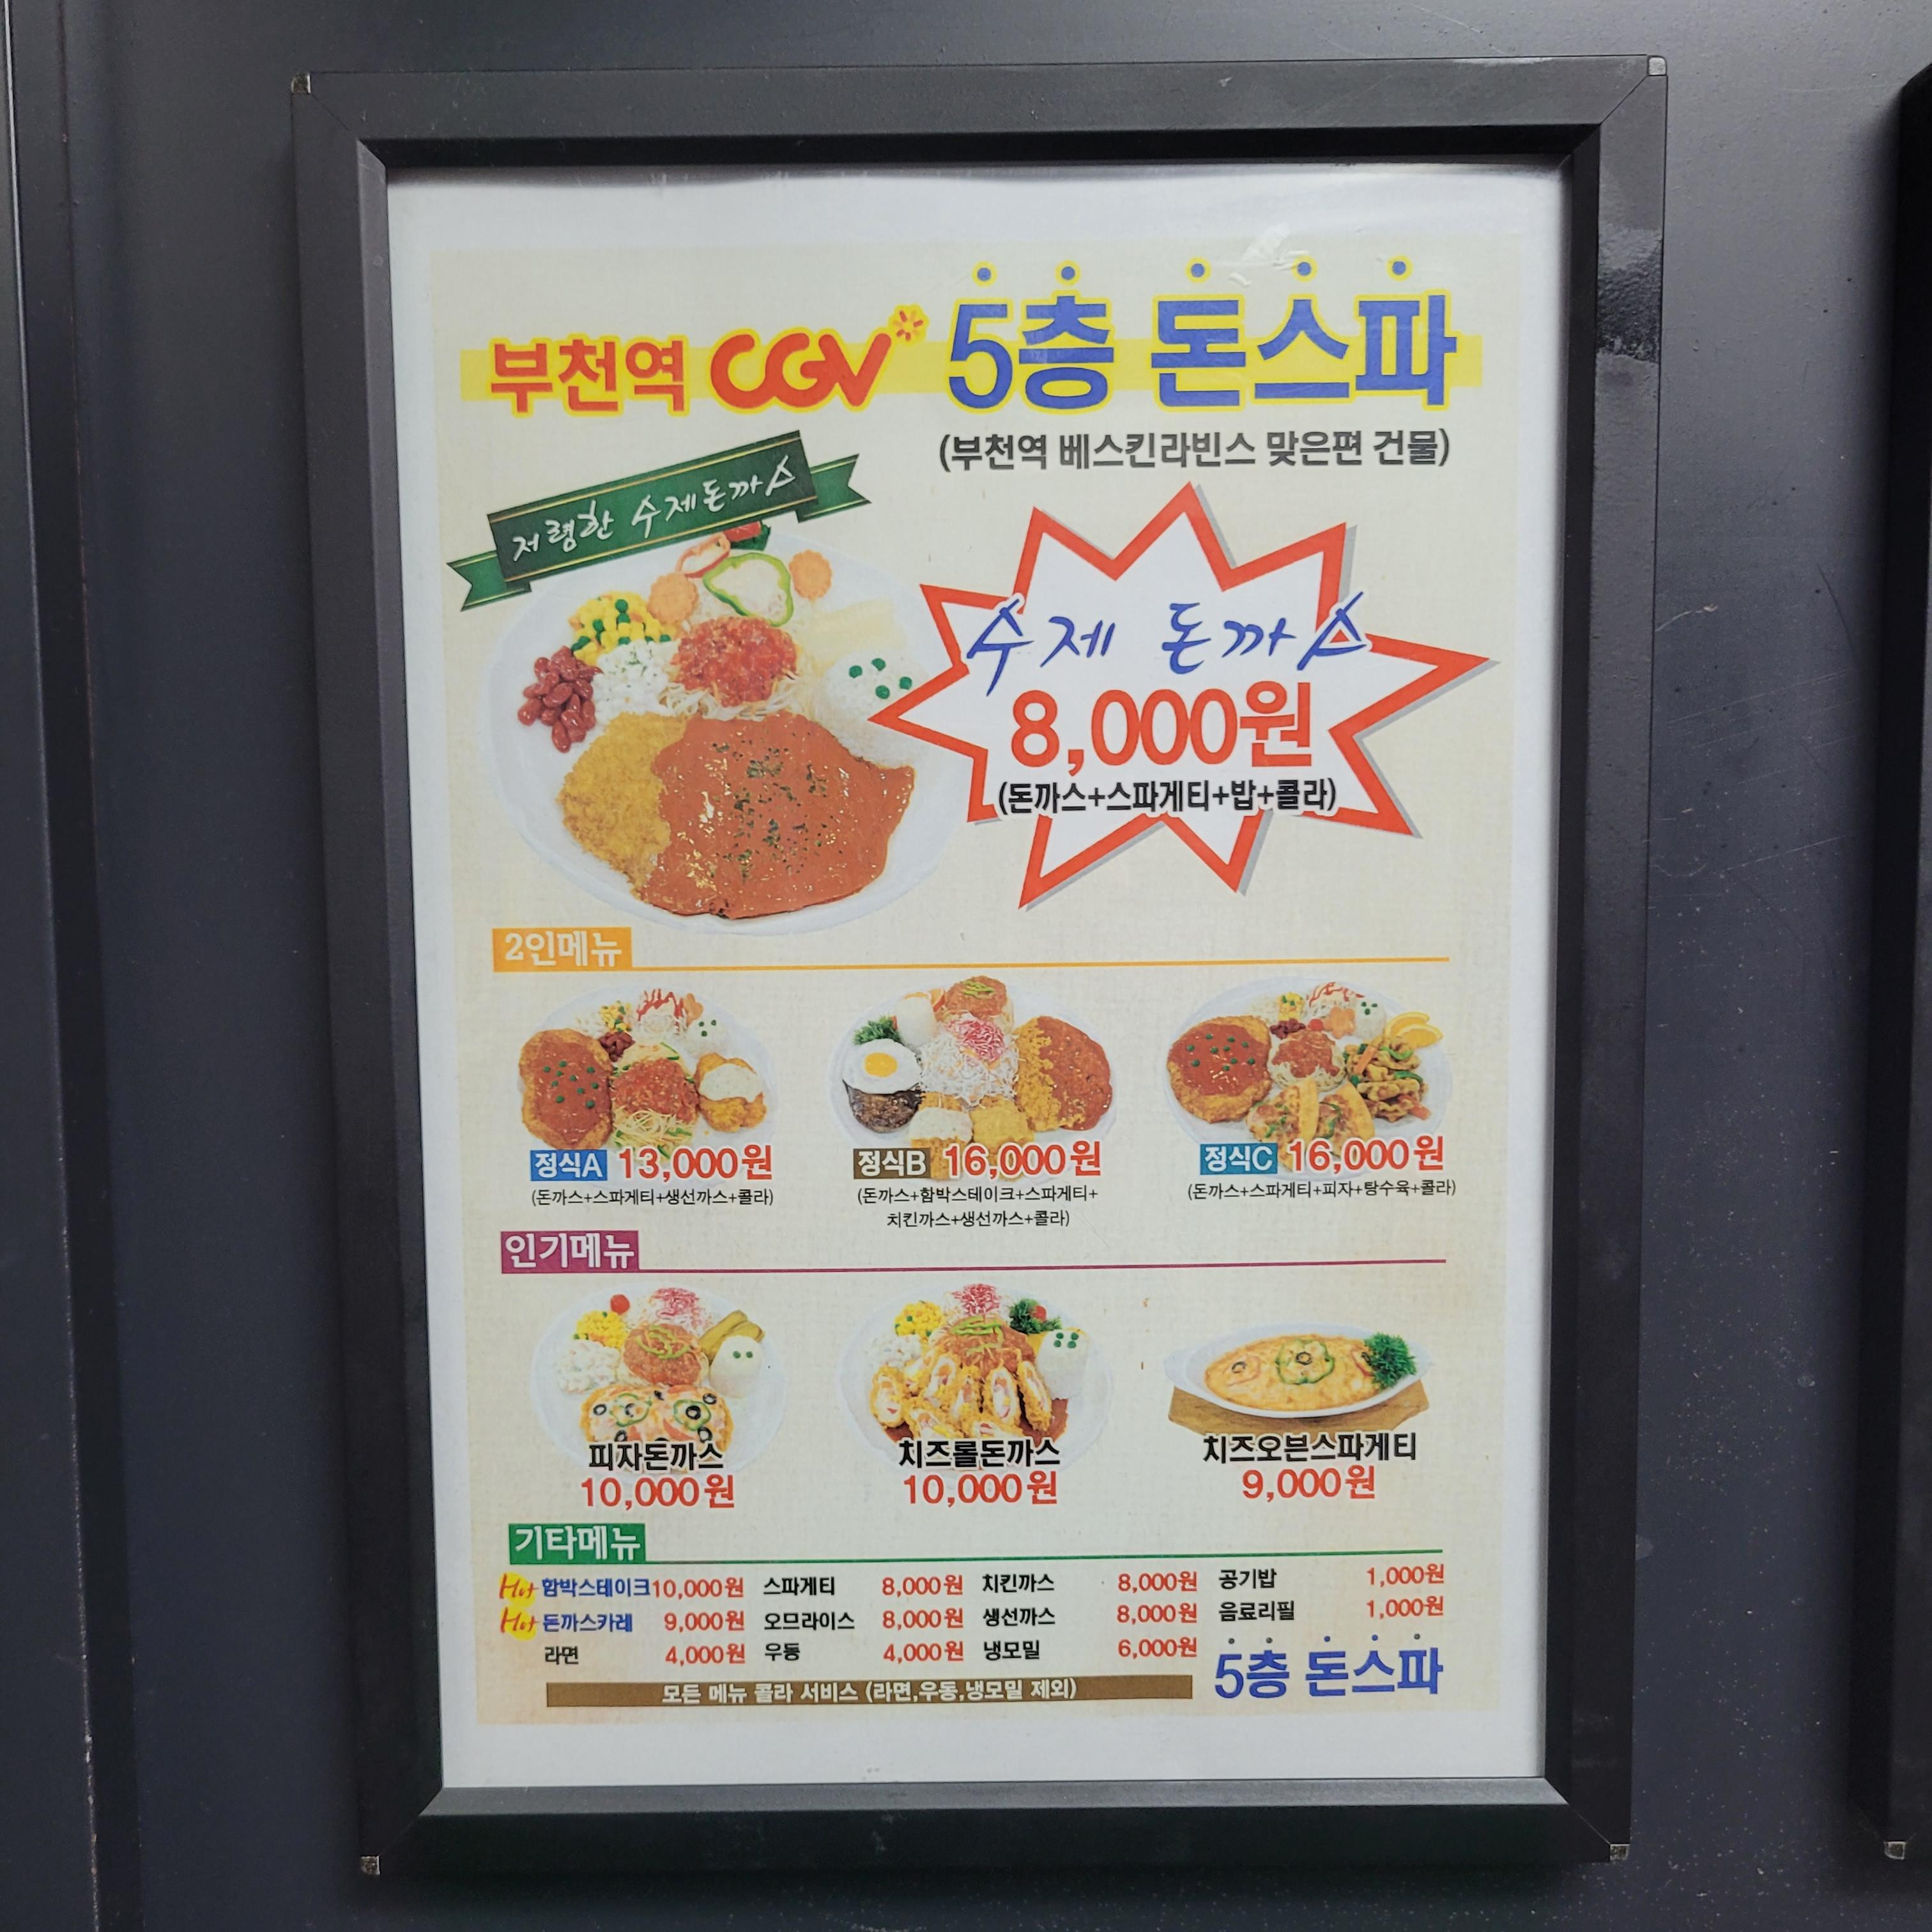 부천역 CGV 5층 돈스파
(부천역 베스킨라빈스 맞은편 건물)
저렴한 수제돈까스
수제 돈까스
8,000원
(돈까스+스파게티+밥+콜라)
2인메뉴
정식A 13,000원
(돈까스+스파게티+생선까스+콜라)
정식B 16,000원
(돈까스+함박스테이크+스파게티+
치킨까스+생선까스+콜라)
정식C 16,000원
(돈까스+스파게티+피자+탕수육+콜라)
인기메뉴
피자돈까스
10,000원
치즈롤돈까스
10,000원
치즈오븐스파게티
9,000원
기타메뉴
Hot 함박스테이크 10,000원 스파게티 8,000원 치킨까스 8,000원 공기밥 1,000원
Hot 돈까스카레 9,000원 오므라이스 8,000원 생선까스 8,000원 음료리필 1,000원
라면 4,000원 우동 4,000원 냉모밀 6,000원
모든 메뉴 콜라 서비스 (라면,우동,냉모밀 제외)
5층 돈스파